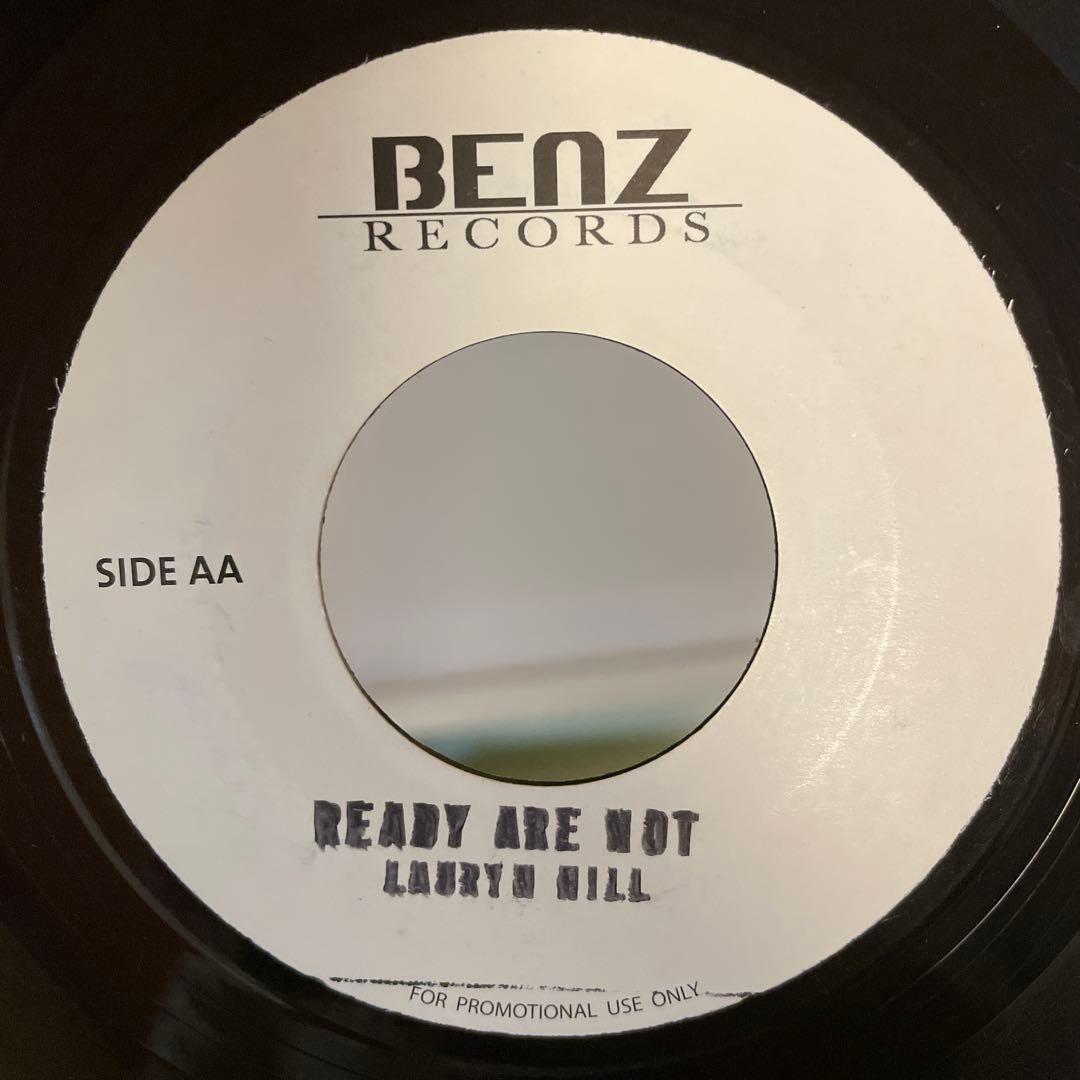 BENZ
RECORDS
SIDE AA
READY ARE NOT
LAURYN HILL
FOR PROMOTIONAL USE ONLY